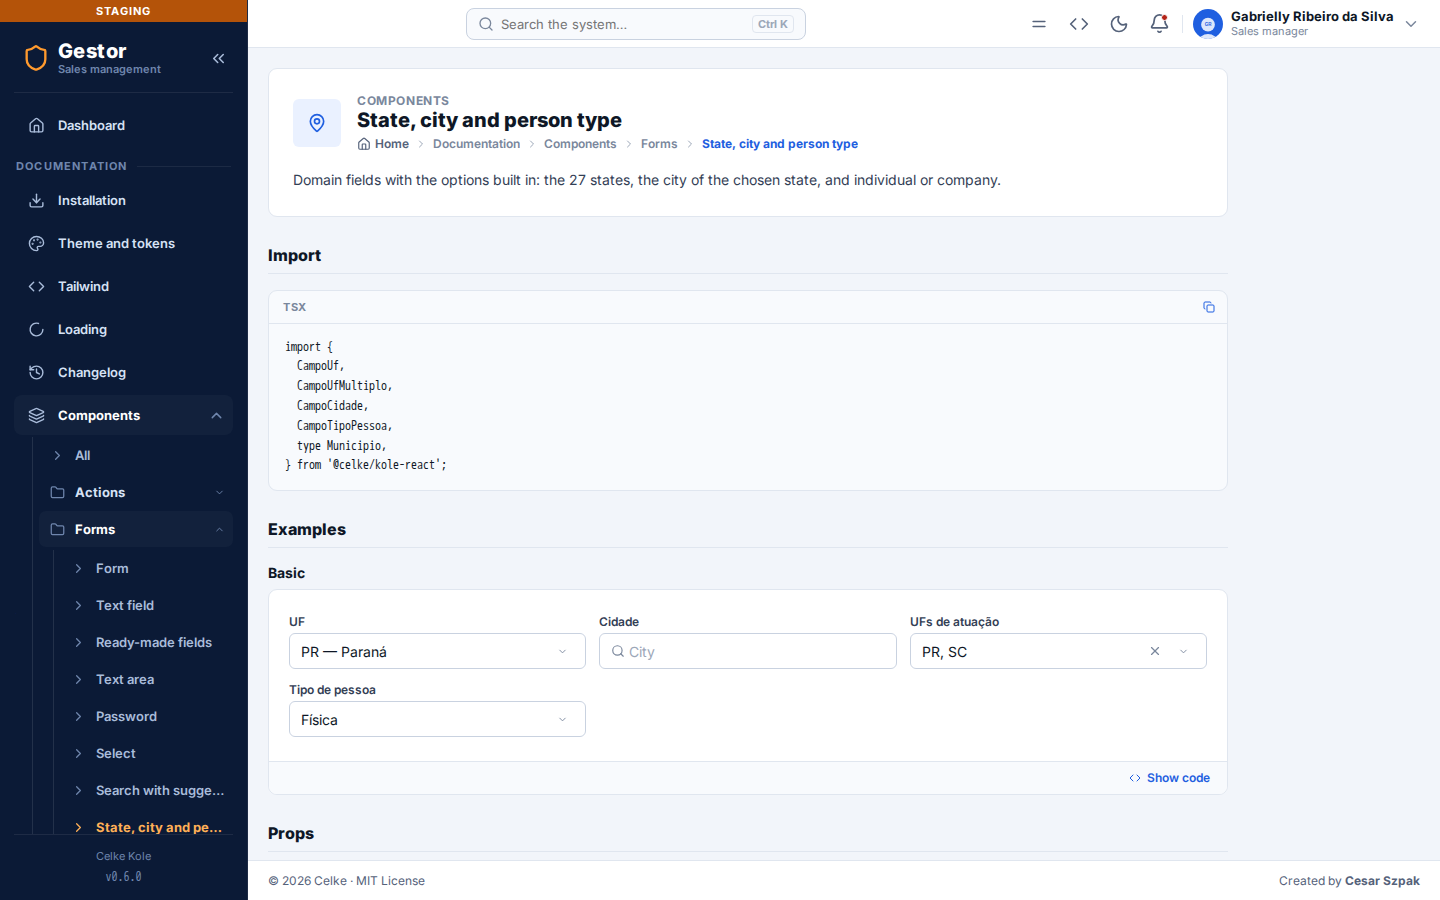 STAGING
Gestor
Sales management
Dashboard
DOCUMENTATION
Installation
Theme and tokens
Tailwind
Loading
Changelog
Components
All
Actions
Forms
Form
Text field
Ready-made fields
Text area
Password
Select
Search with sugge...
State, city and pe...
Celke Kole
v0.6.0
Search the system...
Ctrl K
GR
Gabrielly Ribeiro da Silva
Sales manager
COMPONENTS
State, city and person type
Home
Documentation
Components
Forms
State, city and person type
Domain fields with the options built in: the 27 states, the city of the chosen state, and individual or company.
Import
TSX
import {
CampoUf,
CampoUfMultiplo,
CampoCidade,
CampoTipoPessoa,
type Municipio,
} from '@celke/kole-react';
Examples
Basic
UF
Cidade
UFs de atuação
PR — Paraná
City
PR, SC
Tipo de pessoa
Física
Show code
Props
© 2026 Celke · MIT License
Created by Cesar Szpak